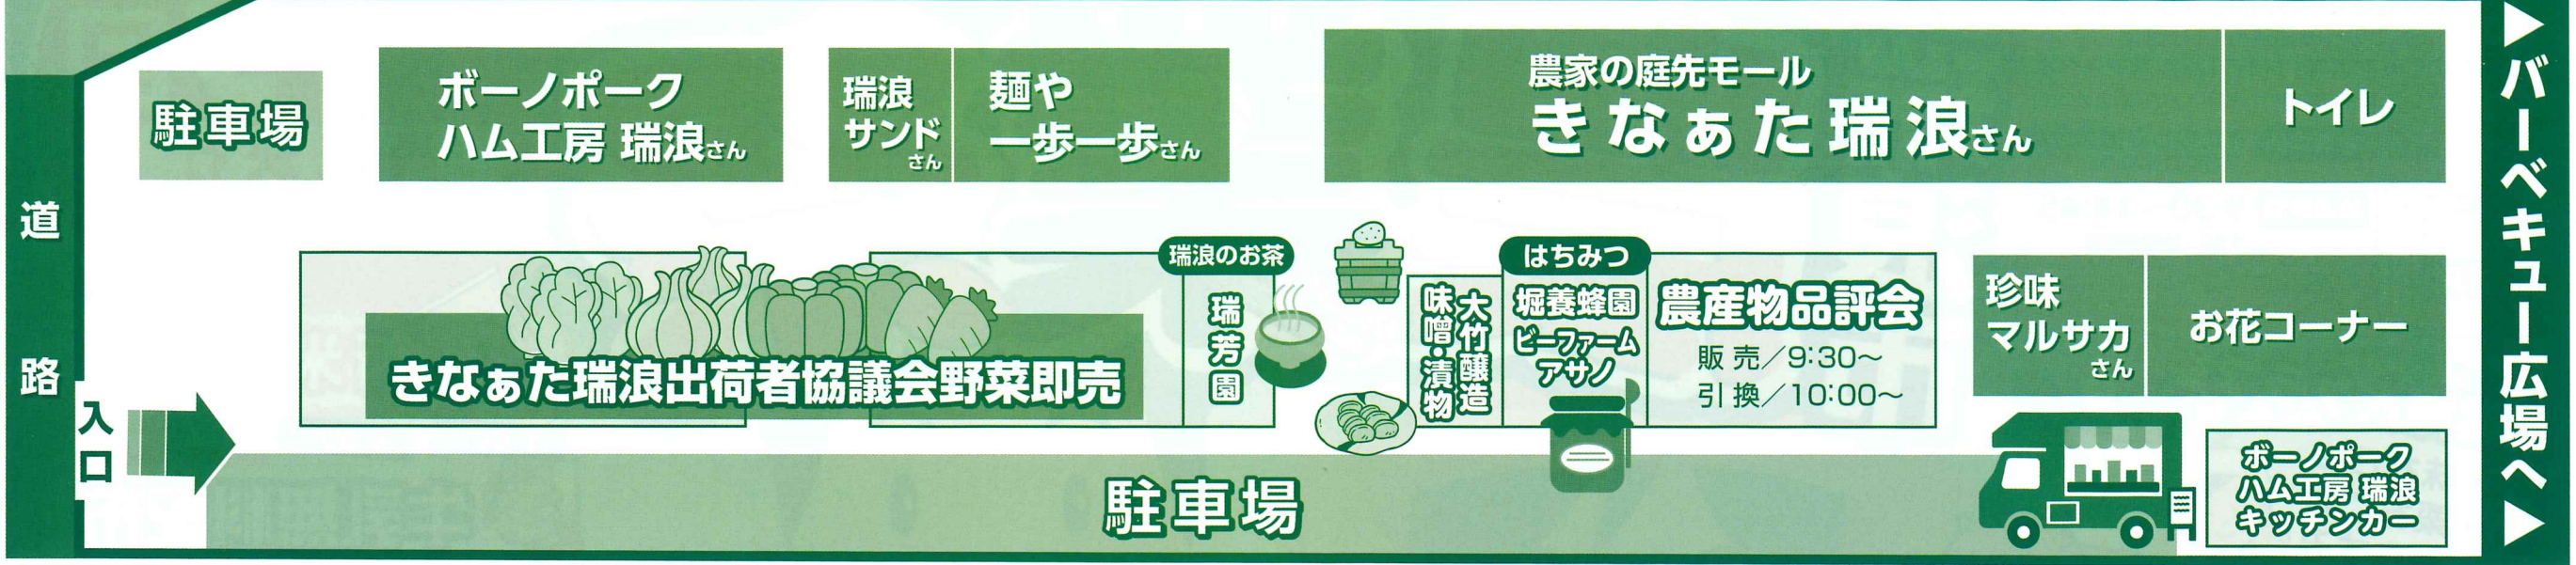 駐車場
ボーノポーク
ハム工房 瑞浪さん
瑞浪
サンド
さん
麺や
一歩一歩さん
農家の庭先モール
きなぁた瑞浪さん
トイレ
▶バーベキュー広場へ▶
道路
入口
きなぁた瑞浪出荷者協議会野菜即売
瑞浪のお茶
瑞芳園
大竹醸造
味噌・漬物
はちみつ
堀養蜂園
ビーファーム
アサノ
農産物品評会
販売／9:30〜
引換／10:00〜
珍味
マルサカ
さん
お花コーナー
駐車場
ボーノポーク
ハム工房 瑞浪
キッチンカー